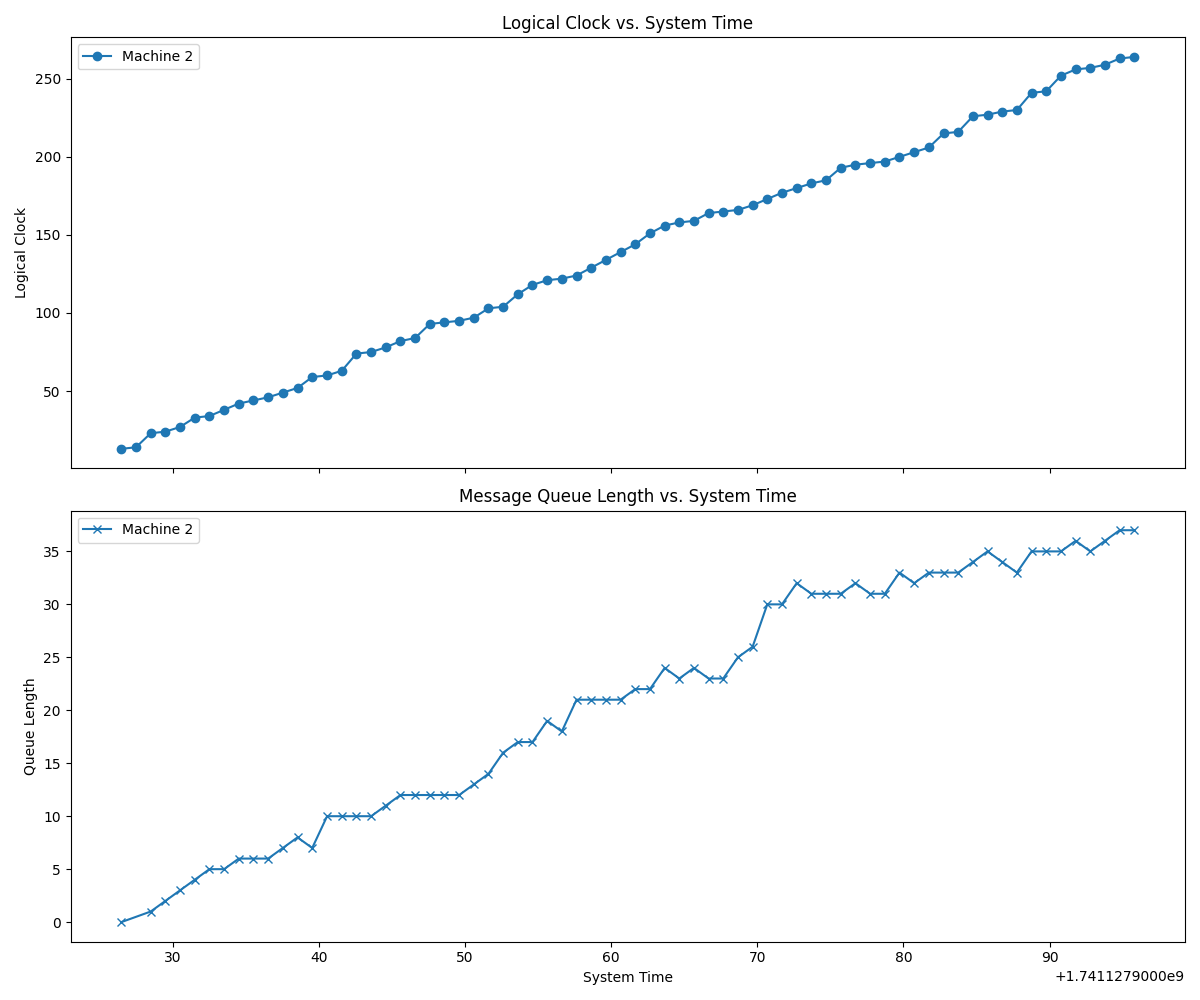 Logical Clock vs. System Time
Machine 2
Logical Clock
250
200
150
100
50
Message Queue Length vs. System Time
Machine 2
Queue Length
35
30
25
20
15
10
5
0
30 40 50 60 70 80 90
System Time
+1.7411279000e9